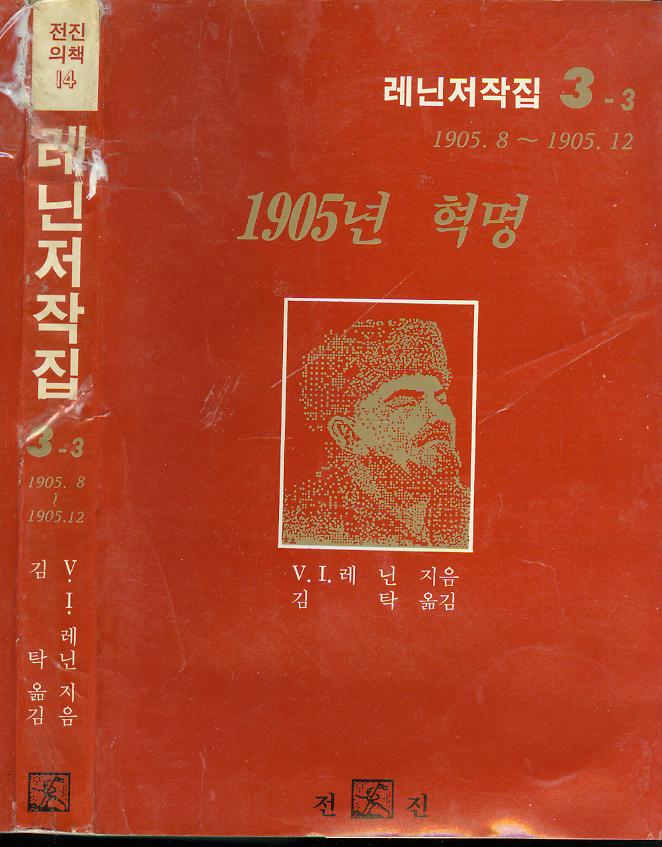 전진
의책
14
레닌저작집
3-3
1905. 8
~
1905.12
V.I.레닌 지음
김 탁 옮김
레닌저작집 3-3
1905. 8 ~ 1905. 12
1905년 혁명
V.I.레 닌 지음
김 탁 옮김
전 진